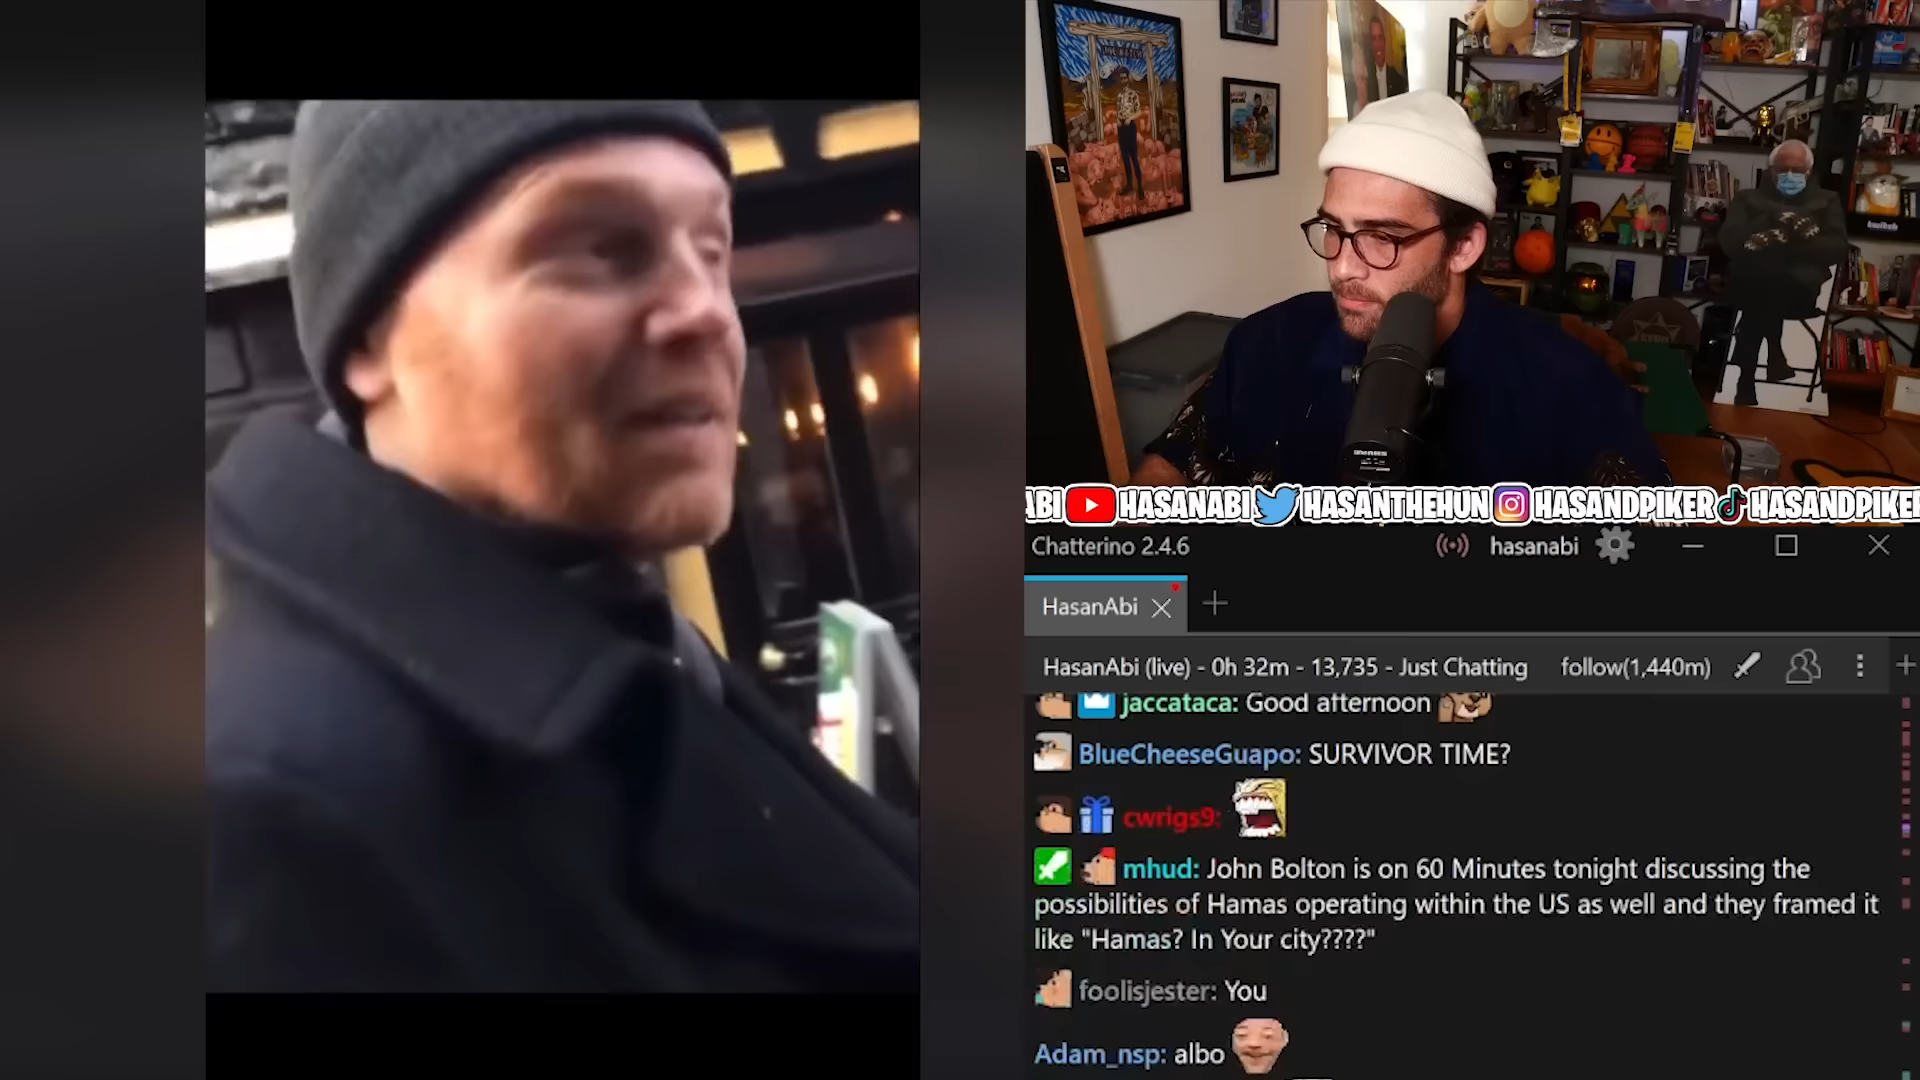 ABI HASANABI HASANTHEHUN HASANDPIKER HASANDPIKE
Chatterino 2.4.6
hasanabi
HasanAbi
HasanAbi (live) - 0h 32m - 13,735 - Just Chatting
follow(1,440m)
jaccataca: Good afternoon
BlueCheeseGuapo: SURVIVOR TIME?
cwrigs9:
mhud: John Bolton is on 60 Minutes tonight discussing the
possibilities of Hamas operating within the US as well and they framed it
like "Hamas? In Your city????"
foolisjester: You
Adam_nsp: albo